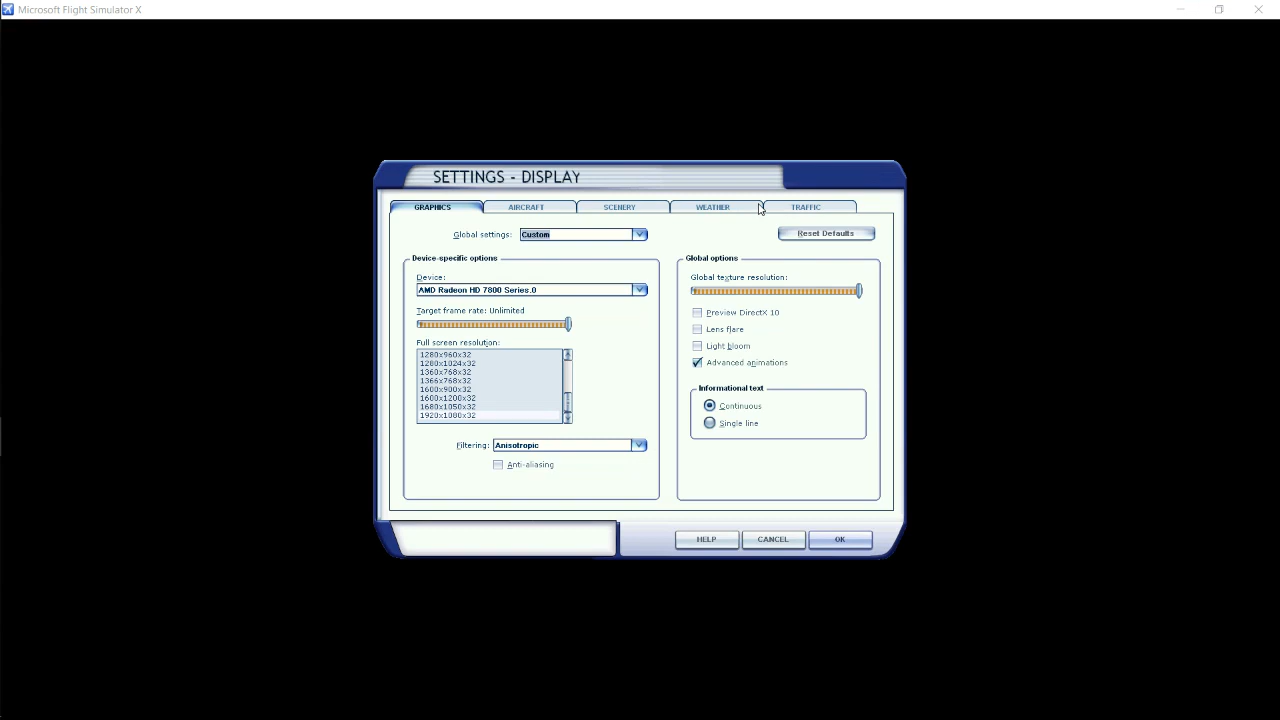 Microsoft Flight Simulator X
SETTINGS - DISPLAY
GRAPHICS AIRCRAFT SCENERY WEATHER TRAFFIC
Global settings: Custom
Reset Defaults
Device-specific options
Device:
AMD Radeon HD 7800 Series.0
Target frame rate: Unlimited
Full screen resolution:
1280x960x32
1280x1024x32
1360x768x32
1366x768x32
1600x900x32
1600x1200x32
1680x1050x32
1920x1080x32
Filtering: Anisotropic
Anti-aliasing
Global options
Global texture resolution:
Preview DirectX 10
Lens flare
Light bloom
Advanced animations
Informational text
Continuous
Single line
HELP CANCEL OK